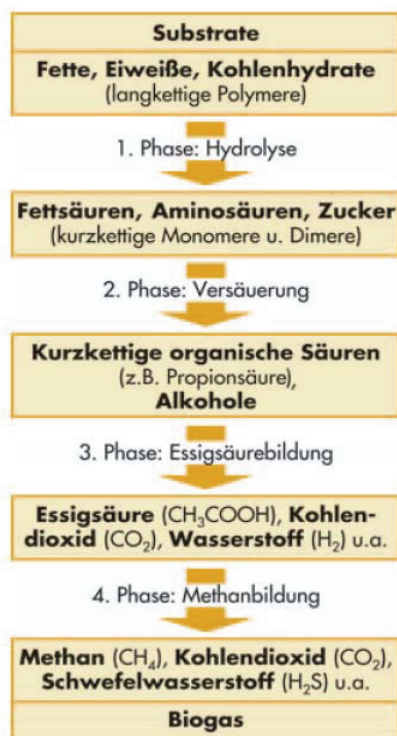 Substrate
Fette, Eiweiße, Kohlenhydrate
(langkettige Polymere)
1. Phase: Hydrolyse
Fettsäuren, Aminosäuren, Zucker
(kurzkettige Monomere u. Dimere)
2. Phase: Versäuerung
Kurzkettige organische Säuren
(z.B. Propionsäure),
Alkohole
3. Phase: Essigsäurebildung
Essigsäure (CH₃COOH), Kohlen-
dioxid (CO₂), Wasserstoff (H₂) u.a.
4. Phase: Methanbildung
Methan (CH₄), Kohlendioxid (CO₂),
Schwefelwasserstoff (H₂S) u.a.
Biogas